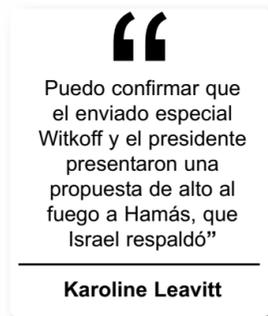 “
Puedo confirmar que
el enviado especial
Witkoff y el presidente
presentaron una
propuesta de alto al
fuego a Hamás, que
Israel respaldó”
Karoline Leavitt